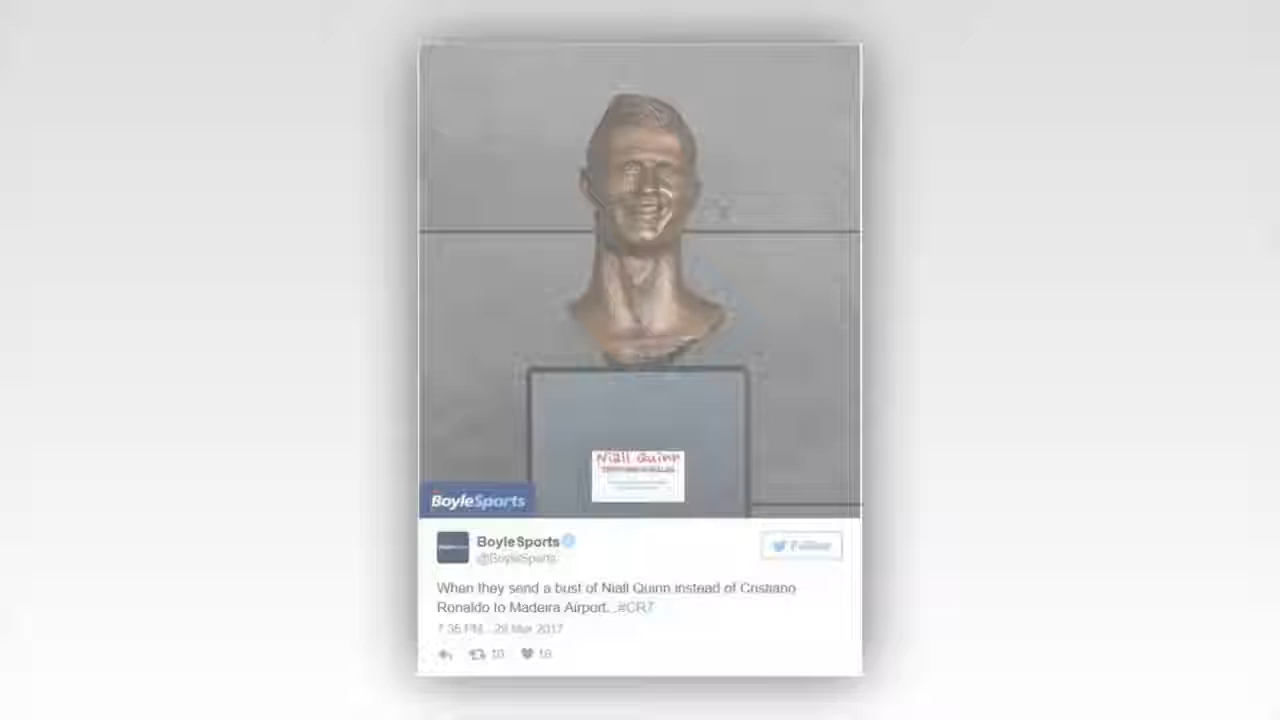 Niall Quinn
BoyleSports
BoyleSports
@BoyleSports
Follow
When they send a bust of Niall Quinn instead of Cristiano
Ronaldo to Madeira Airport. #CR7
7:35 PM - 29 Mar 2017
10 18